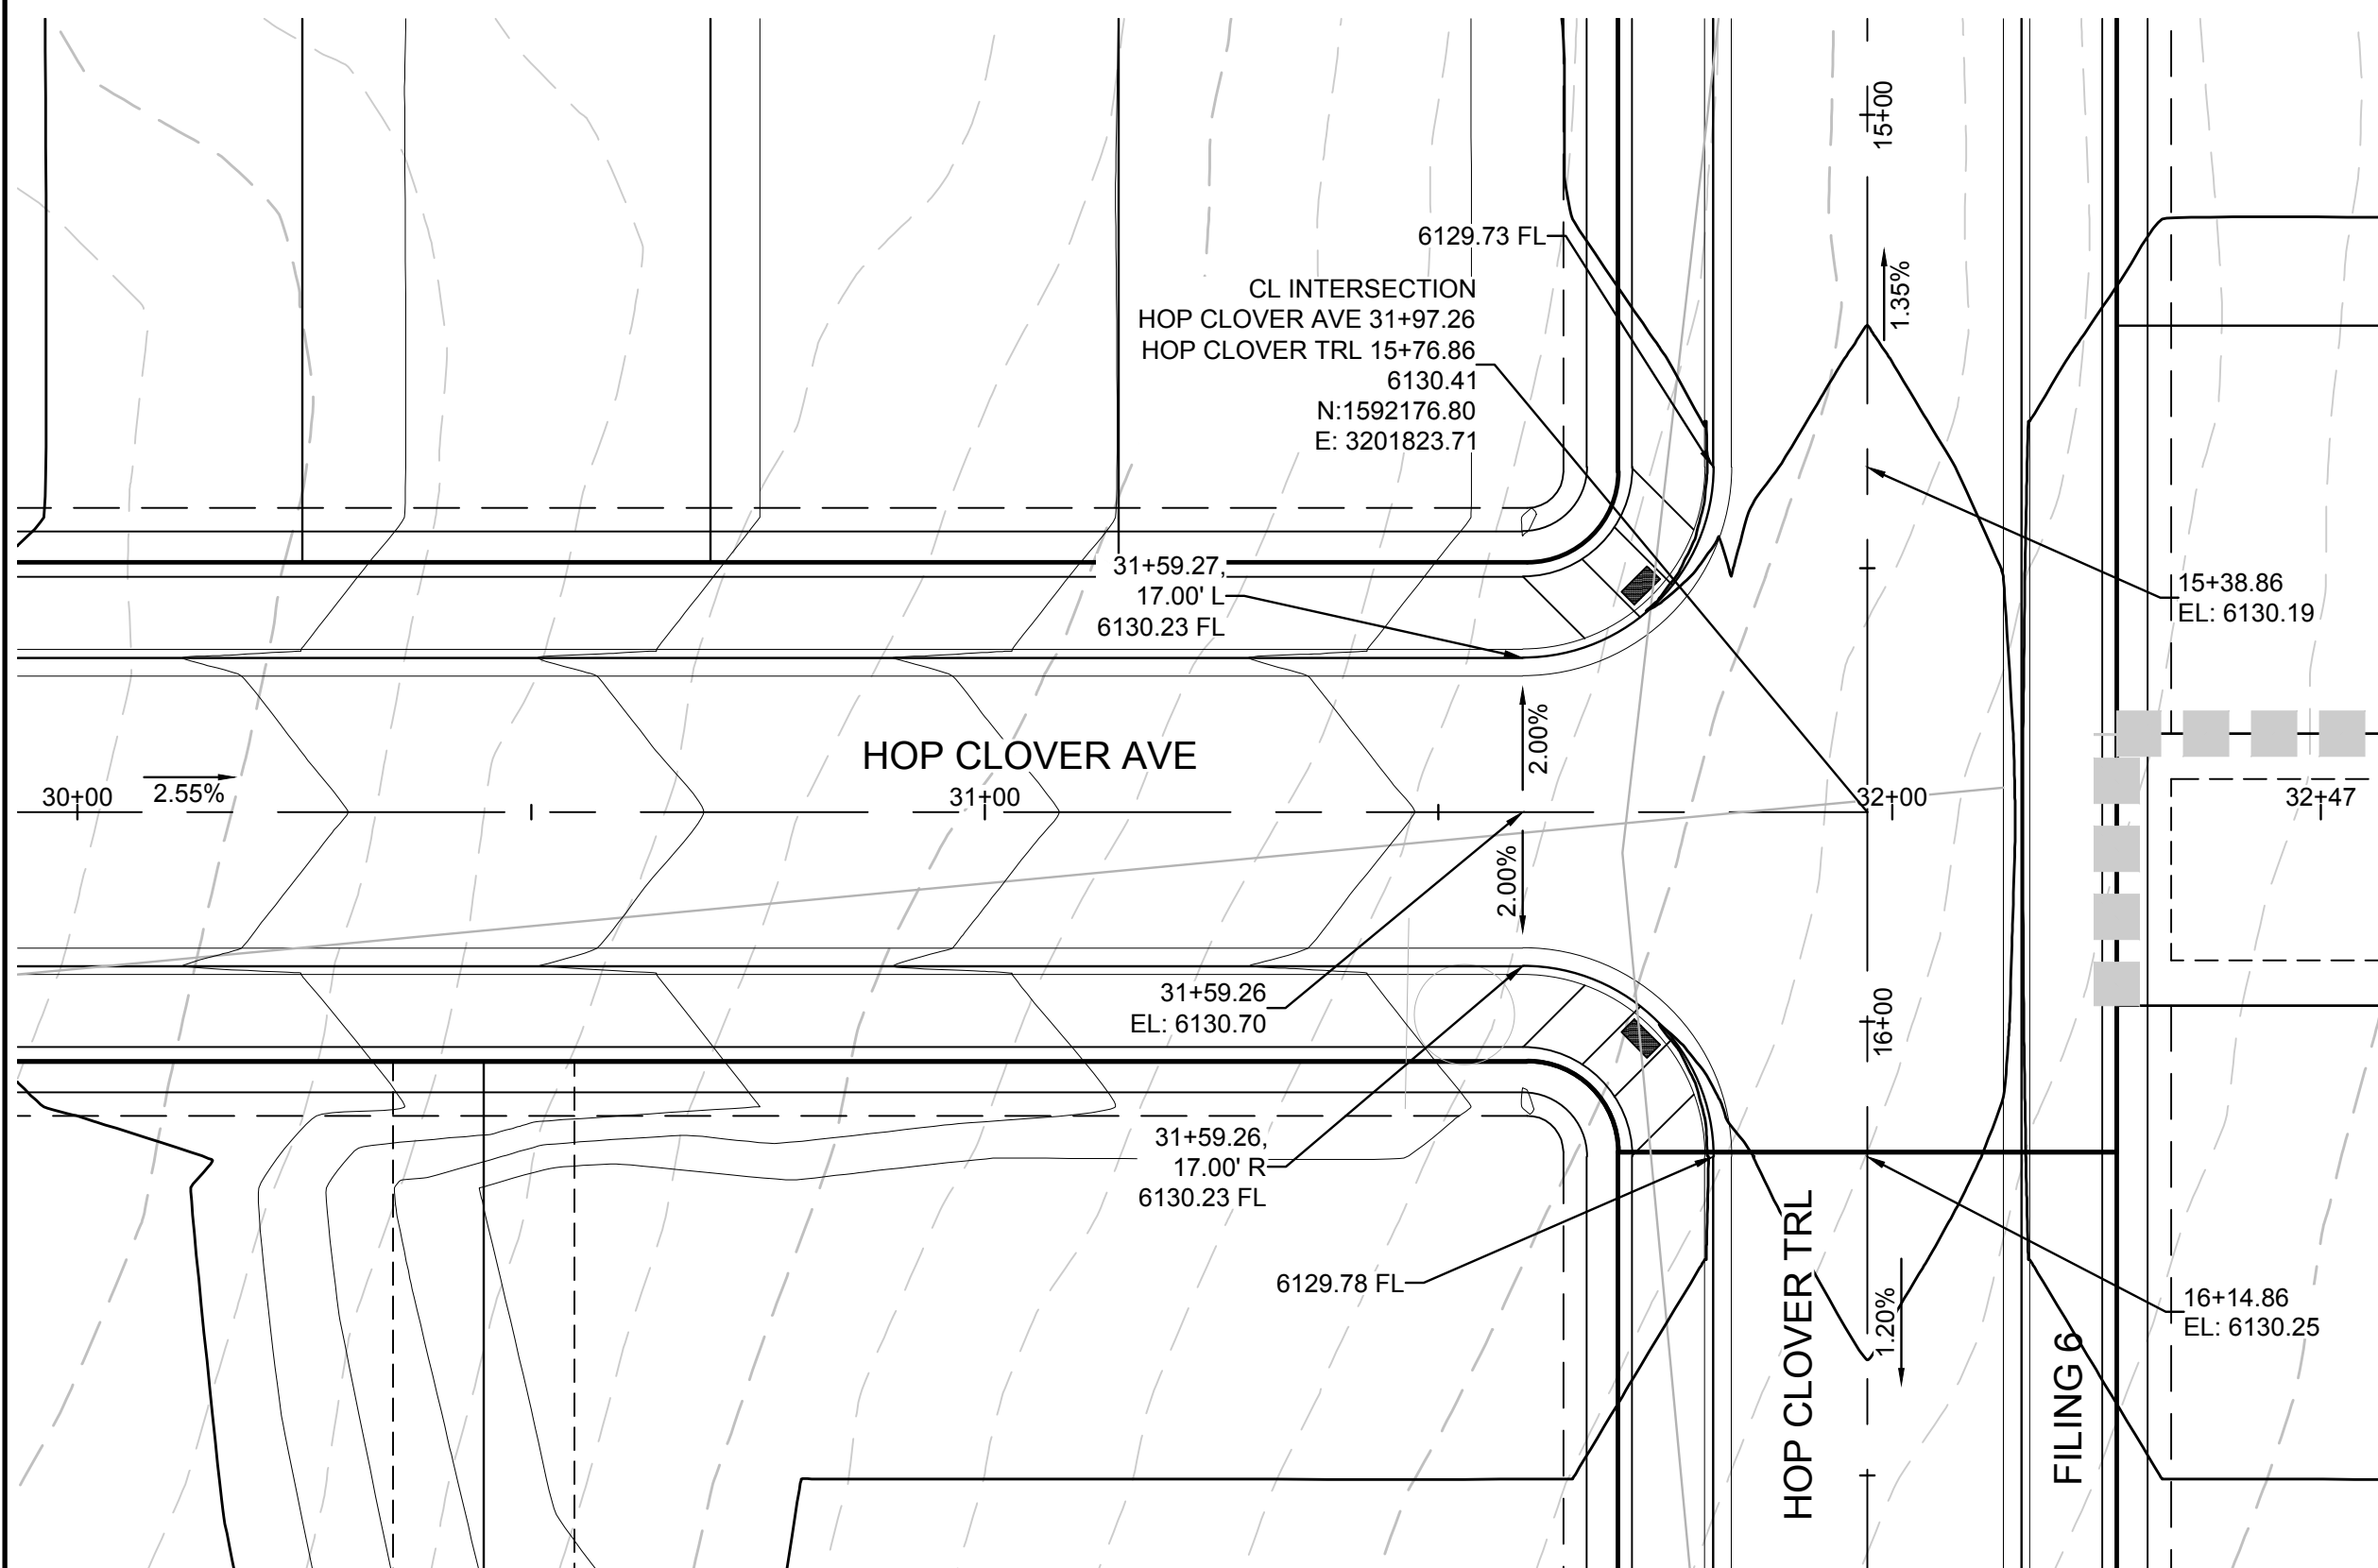 15+00
6129.73 FL
1.35%
CL INTERSECTION
HOP CLOVER AVE 31+97.26
HOP CLOVER TRL 15+76.86
6130.41
N:1592176.80
E: 3201823.71
31+59.27,
17.00' L
6130.23 FL
15+38.86
EL: 6130.19
2.00%
HOP CLOVER AVE
30+00
2.55%
31+00
32+00
32+47
2.00%
31+59.26
EL: 6130.70
16+00
31+59.26,
17.00' R
6130.23 FL
6129.78 FL
HOP CLOVER TRL
1.20%
16+14.86
EL: 6130.25
FILING 6